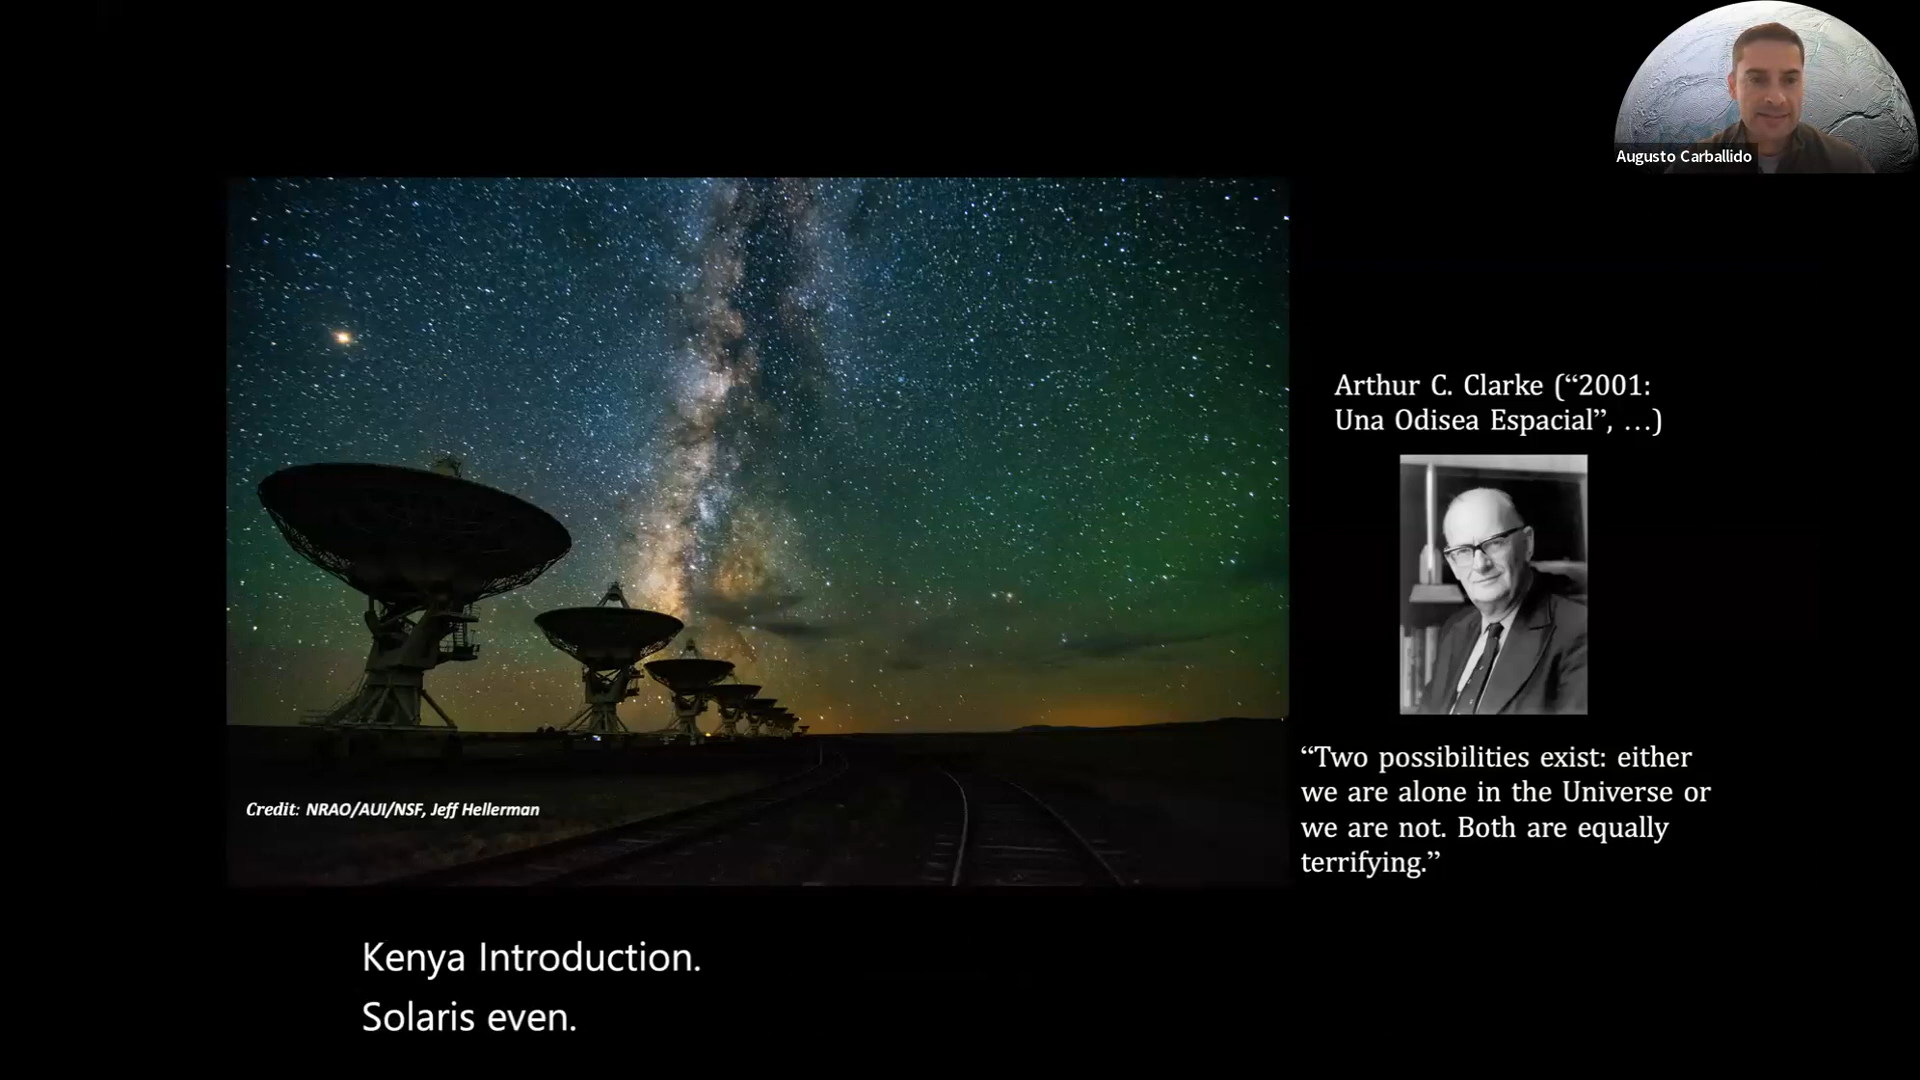 Augusto Carballido
Arthur C. Clarke (“2001:
Una Odisea Espacial”, …)
“Two possibilities exist: either
we are alone in the Universe or
we are not. Both are equally
terrifying.”
Credit: NRAO/AUI/NSF, Jeff Hellerman
Kenya Introduction.
Solaris even.